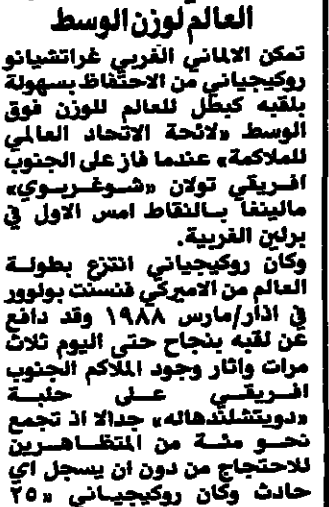 العالم لوزن الوسط
تمكن الالماني الغربي غراتشيانو
روكيجياني من الاحتفاظ بسهولة
بلقبه كبطل للعالم للوزن فوق
الوسط «لائحة الاتحاد العالمي
للملاكمة» عندما فاز على الجنوب
افريقي تولان «شوغربوي»
مالينغا بالنقاط امس الاول في
برلين الغربية.
وكان روكيجياني انتزع بطولة
العالم من الاميركي فنسنت بولوور
في اذار/مارس ١٩٨٨ وقد دافع
عن لقبه بنجاح حتى اليوم ثلاث
مرات واثار وجود الملاكم الجنوب
افريقي على حلبة
«دويتشلندهاله» جدالا اذ تجمع
نحو مئة من المتظاهرين
للاحتجاج من دون ان يسجل اي
حادث وكان روكيجياني «٢٥